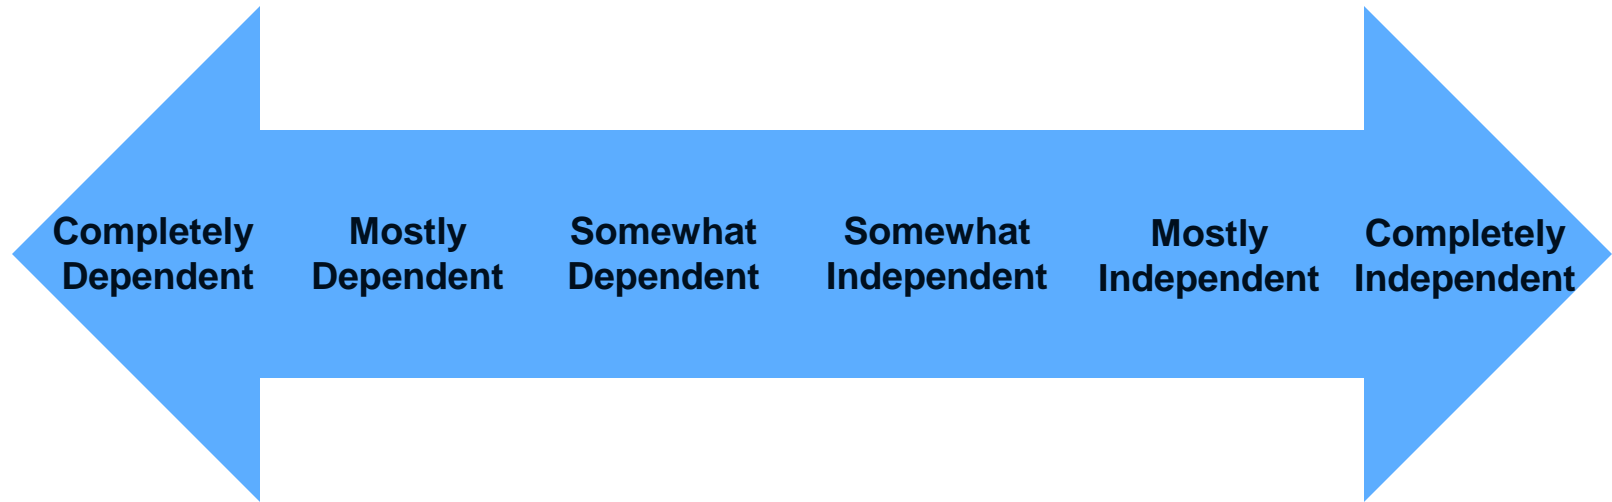 Completely
Dependent
Mostly
Dependent
Somewhat
Dependent
Somewhat
Independent
Mostly
Independent
Completely
Independent